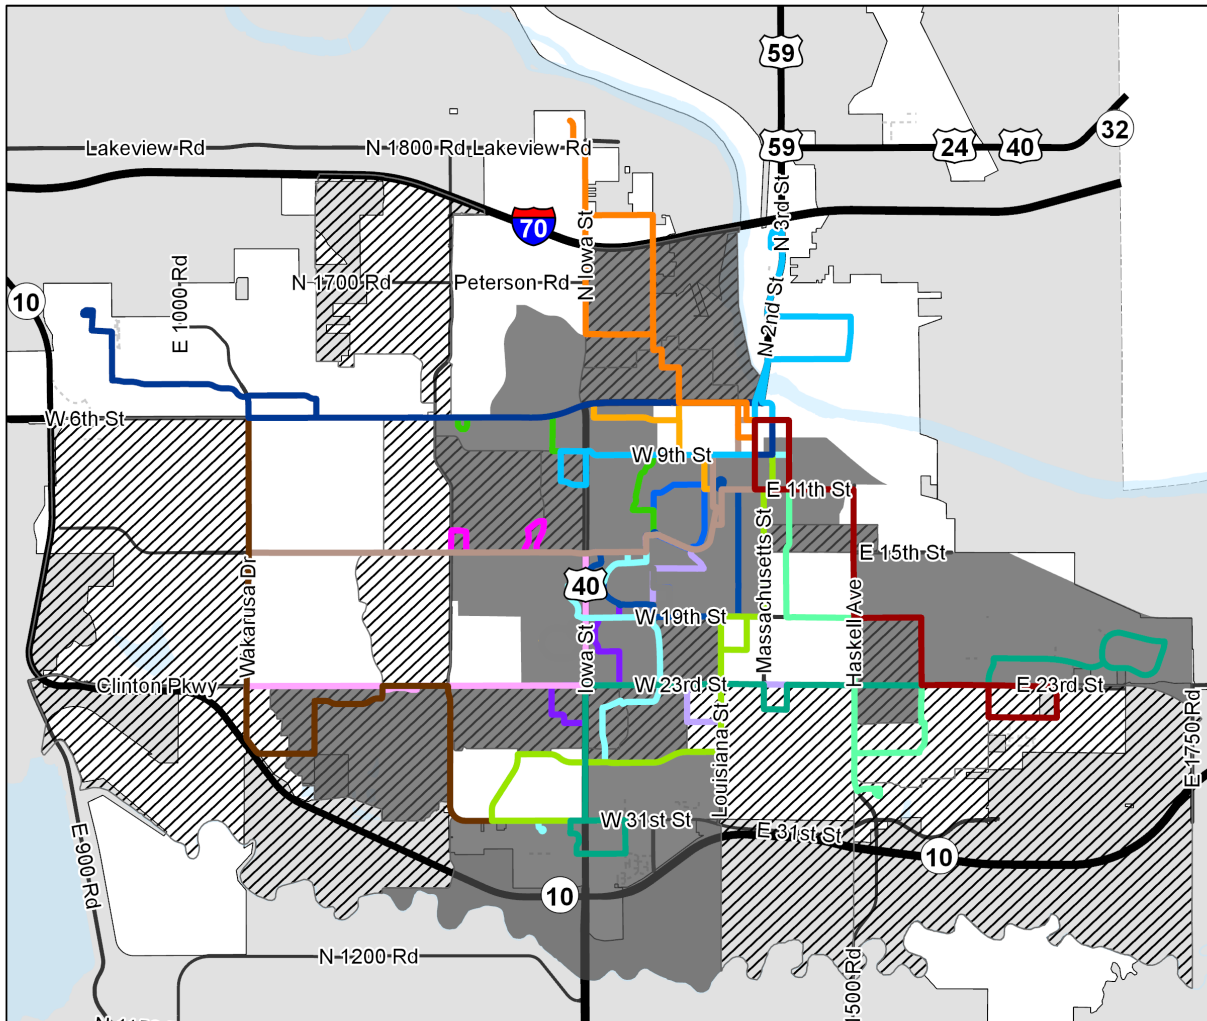 59
32
Lakeview Rd
N 1800 Rd
Lakeview Rd
59
24
40
70
N 3rd St
N Iowa St
E 1000 Rd
N 1700 Rd
Peterson Rd
10
N 2nd St
W 6th St
W 9th St
E 11th St
Massachusetts St
E 15th St
40
Wakarusa Dr
W 19th St
Haskell Ave
Iowa St
Clinton Pkwy
W 23rd St
E 23rd St
Louisiana St
E 1750 Rd
W 31st St
E 31st St
E 900 Rd
10
10
N 1200 Rd